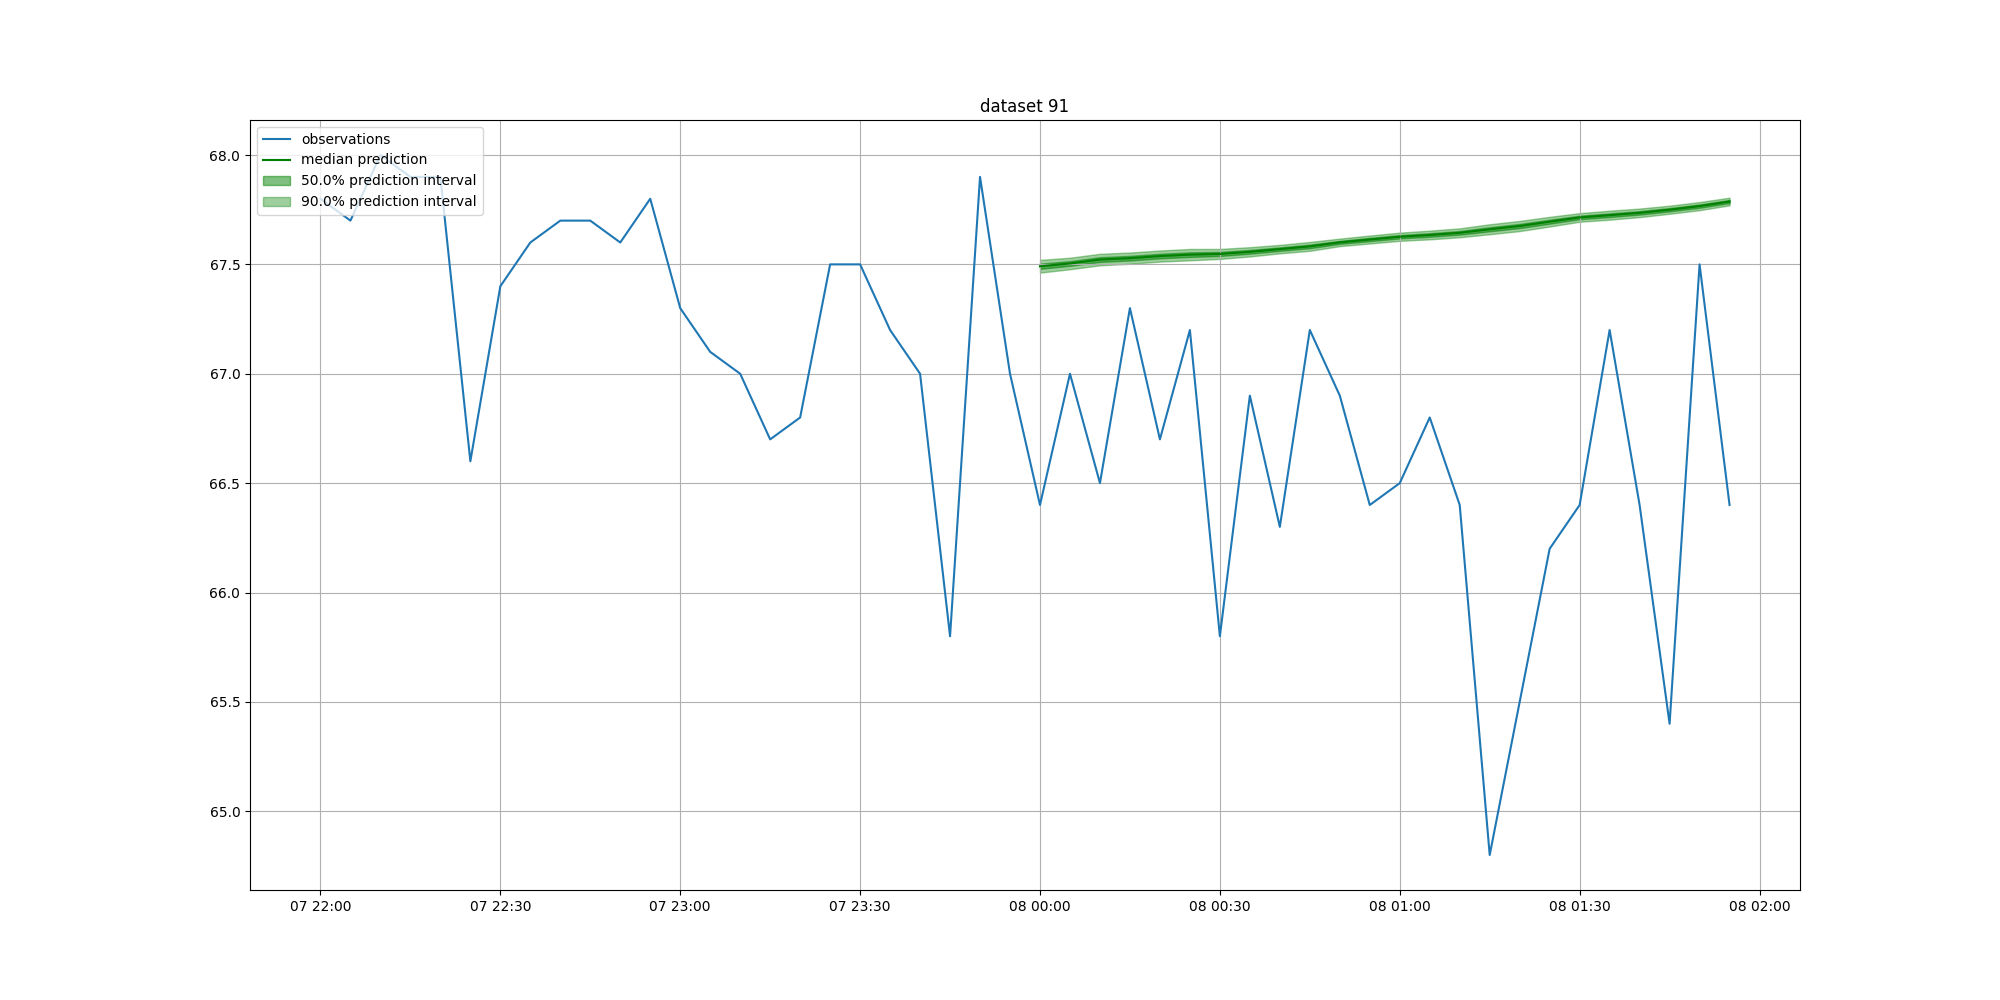 dataset 91
observations
median prediction
50.0% prediction interval
90.0% prediction interval
68.0
67.5
67.0
66.5
66.0
65.5
65.0
07 22:00 07 22:30 07 23:00 07 23:30 08 00:00 08 00:30 08 01:00 08 01:30 08 02:00